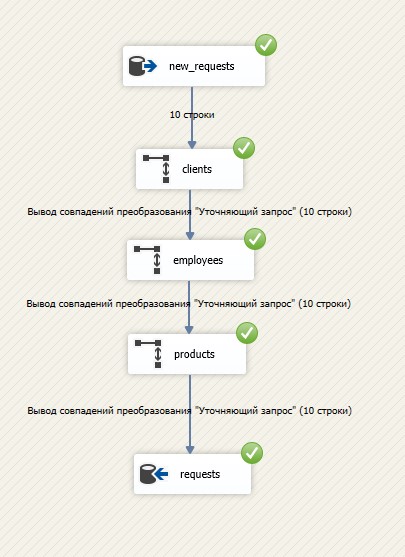 new_requests
10 строки
clients
Вывод совпадений преобразования "Уточняющий запрос" (10 строки)
employees
Вывод совпадений преобразования "Уточняющий запрос" (10 строки)
products
Вывод совпадений преобразования "Уточняющий запрос" (10 строки)
requests